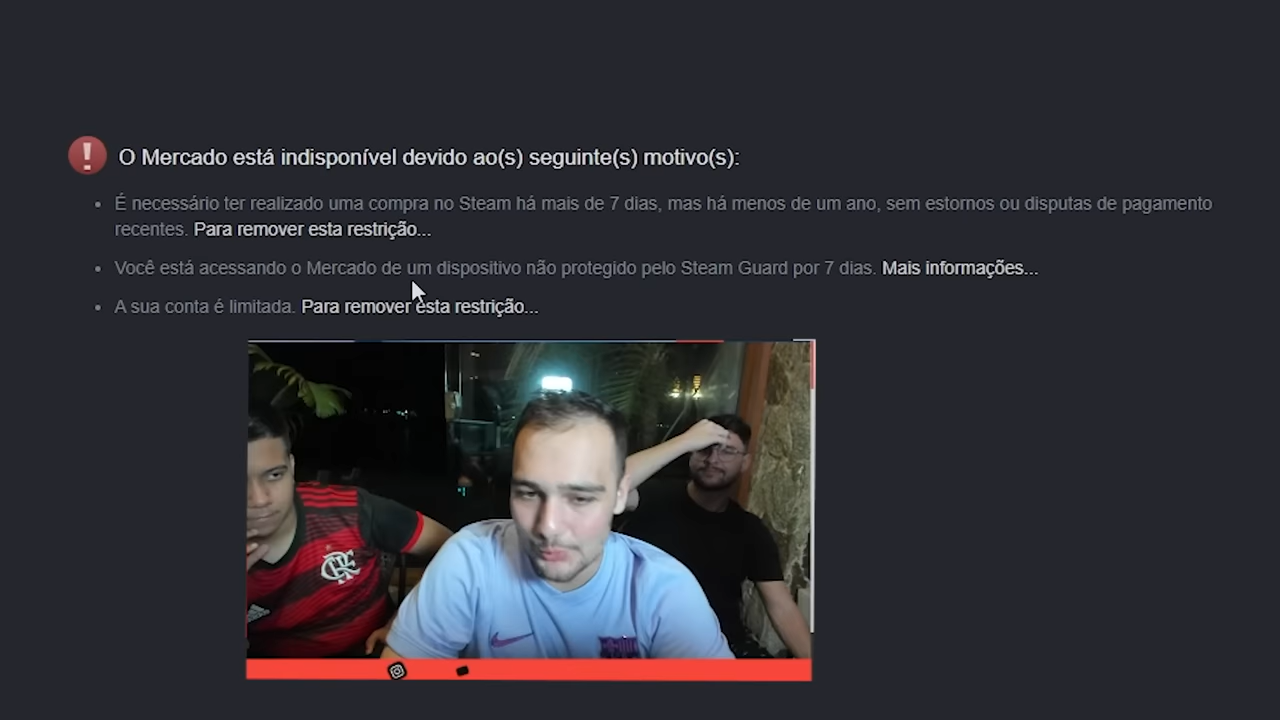 O Mercado está indisponível devido ao(s) seguinte(s) motivo(s):
É necessário ter realizado uma compra no Steam há mais de 7 dias, mas há menos de um ano, sem estornos ou disputas de pagamento
recentes. Para remover esta restrição...
Você está acessando o Mercado de um dispositivo não protegido pelo Steam Guard por 7 dias. Mais informações...
A sua conta é limitada. Para remover esta restrição...